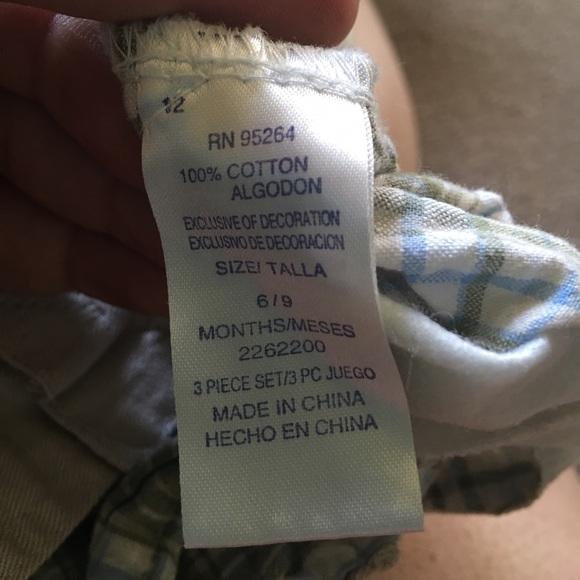 12
RN 95264
100% COTTON
ALGODON
EXCLUSIVE OF DECORATION
EXCLUSIVO DE DECORACION
SIZE/ TALLA
6/9
MONTHS/MESES
2262200
3 PIECE SET/3 PC JUEGO
MADE IN CHINA
HECHO EN CHINA